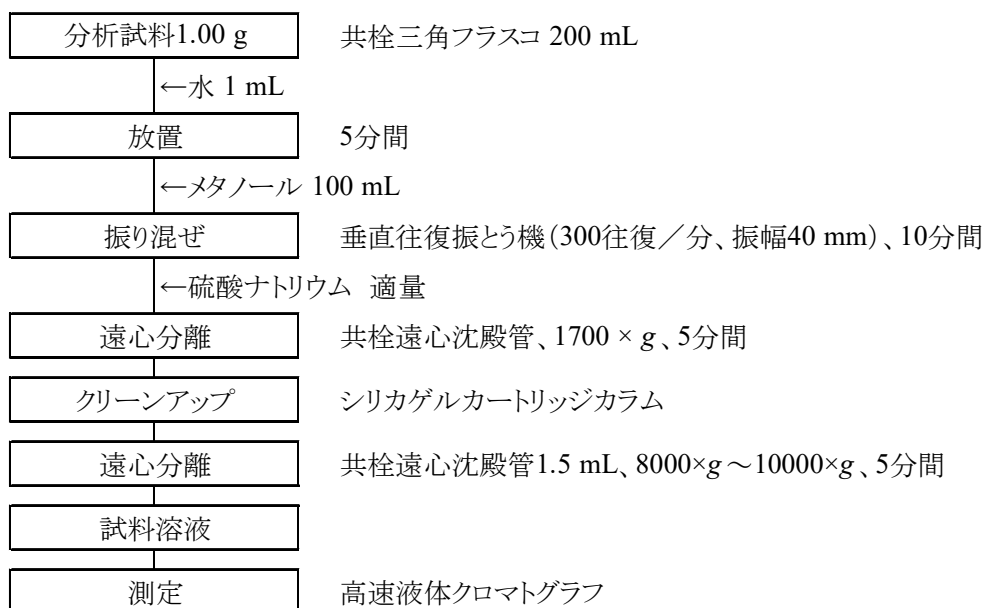 分析試料1.00 g 共栓三角フラスコ 200 mL
←水 1 mL
放置 5分間
←メタノール 100 mL
振り混ぜ 垂直往復振とう機(300往復/分、振幅40 mm)、10分間
←硫酸ナトリウム 適量
遠心分離 共栓遠心沈殿管、1700 × g、5分間
クリーンアップ シリカゲルカートリッジカラム
遠心分離 共栓遠心沈殿管1.5 mL、8000×g～10000×g、5分間
試料溶液
測定 高速液体クロマトグラフ